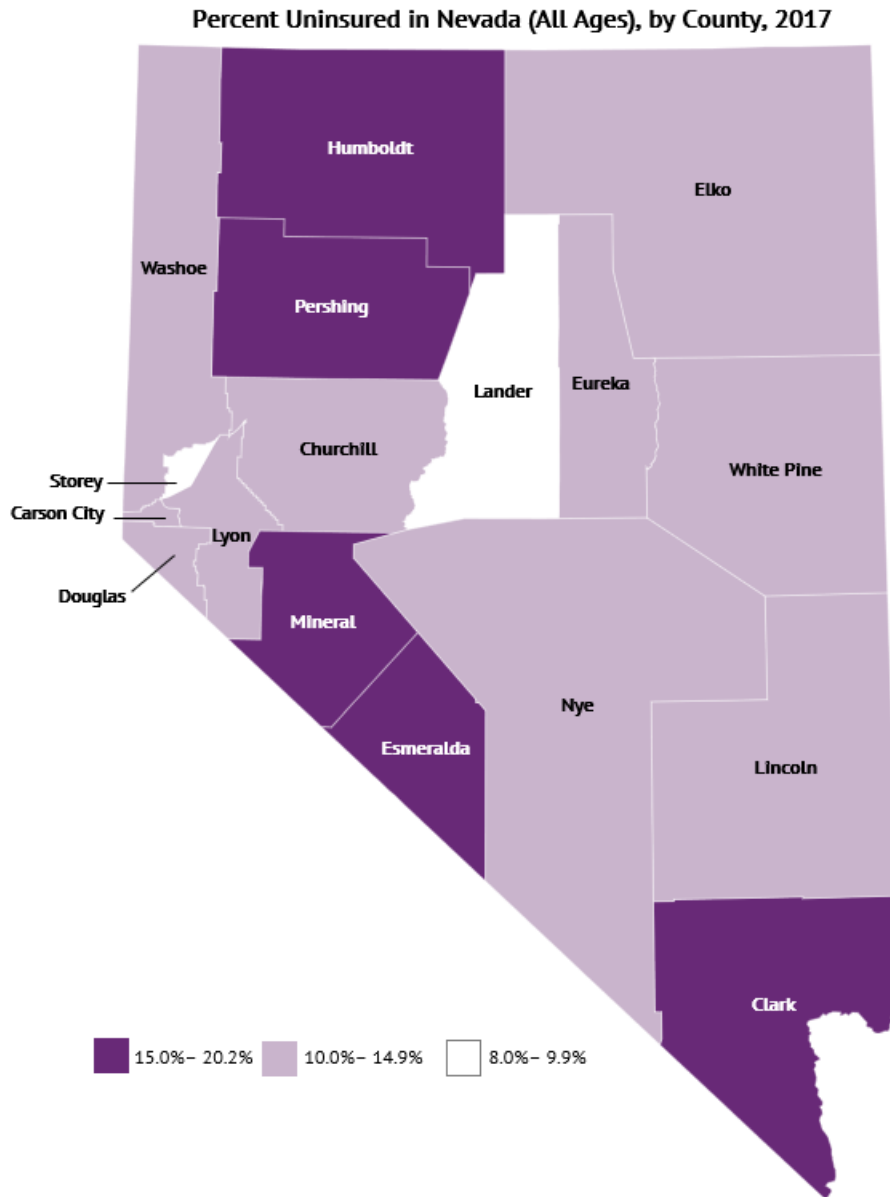 Percent Uninsured in Nevada (All Ages), by County, 2017
Humboldt
Elko
Washoe
Pershing
Lander
Eureka
Churchill
White Pine
Storey
Carson City
Lyon
Douglas
Mineral
Nye
Esmeralda
Lincoln
Clark
15.0%– 20.2%
10.0%– 14.9%
8.0%– 9.9%